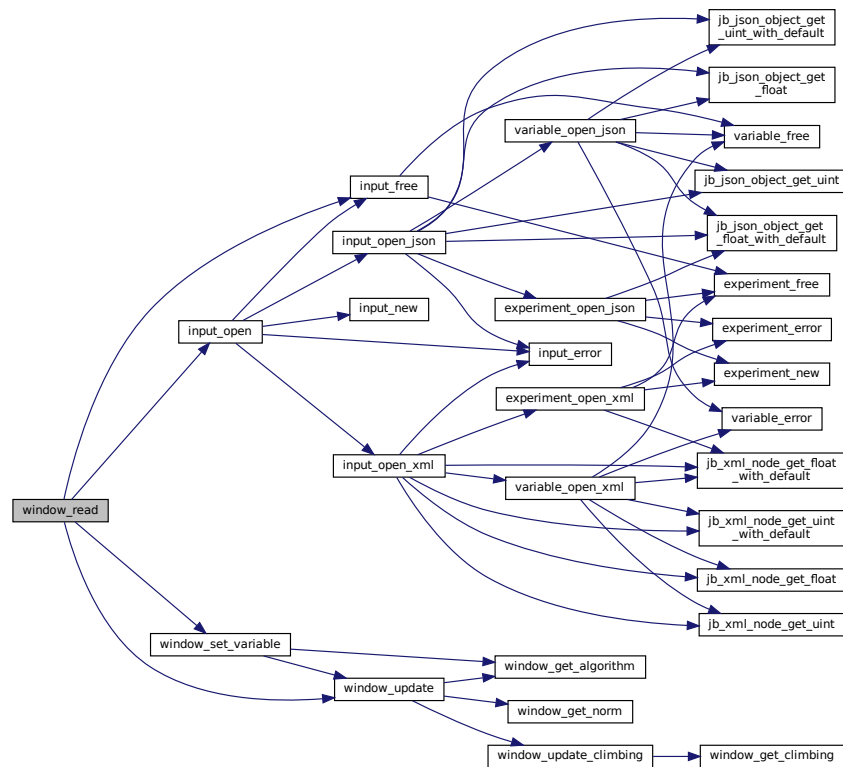 jb_json_object_get
_uint_with_default
jb_json_object_get
_float
variable_open_json
variable_free
jb_json_object_get_uint
input_free
jb_json_object_get
_float_with_default
input_open_json
experiment_free
experiment_open_json
input_new
experiment_error
input_open
input_error
experiment_new
experiment_open_xml
variable_error
input_open_xml
jb_xml_node_get_float
_with_default
variable_open_xml
window_read
jb_xml_node_get_uint
_with_default
jb_xml_node_get_float
jb_xml_node_get_uint
window_set_variable
window_get_algorithm
window_update
window_get_norm
window_update_climbing
window_get_climbing